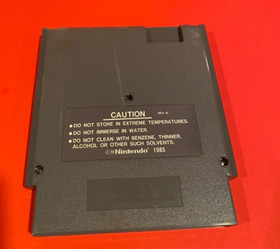 CAUTION
REV-A
• DO NOT STORE IN EXTREME TEMPERATURES.
• DO NOT IMMERSE IN WATER.
• DO NOT CLEAN WITH BENZENE, THINNER,
ALCOHOL OR OTHER SUCH SOLVENTS.
©®Nintendo® 1985